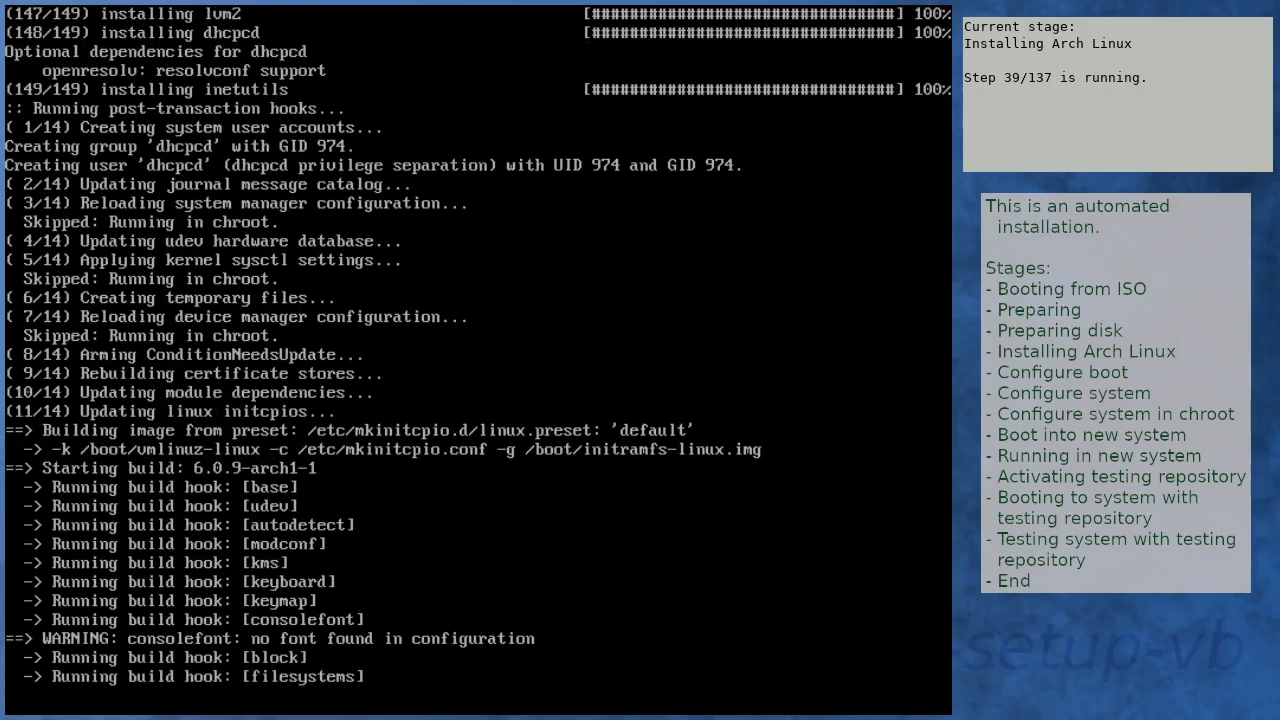 (147/149) installing lvm2 [################################] 100%
(148/149) installing dhcpcd [################################] 100%
Optional dependencies for dhcpcd
    openresolv: resolvconf support
(149/149) installing inetutils [################################] 100%
:: Running post-transaction hooks...
( 1/14) Creating system user accounts...
Creating group 'dhcpcd' with GID 974.
Creating user 'dhcpcd' (dhcpcd privilege separation) with UID 974 and GID 974.
( 2/14) Updating journal message catalog...
( 3/14) Reloading system manager configuration...
  Skipped: Running in chroot.
( 4/14) Updating udev hardware database...
( 5/14) Applying kernel sysctl settings...
  Skipped: Running in chroot.
( 6/14) Creating temporary files...
( 7/14) Reloading device manager configuration...
  Skipped: Running in chroot.
( 8/14) Arming ConditionNeedsUpdate...
( 9/14) Rebuilding certificate stores...
(10/14) Updating module dependencies...
(11/14) Updating linux initcpios...
==> Building image from preset: /etc/mkinitcpio.d/linux.preset: 'default'
  -> -k /boot/vmlinuz-linux -c /etc/mkinitcpio.conf -g /boot/initramfs-linux.img
==> Starting build: 6.0.9-arch1-1
  -> Running build hook: [base]
  -> Running build hook: [udev]
  -> Running build hook: [autodetect]
  -> Running build hook: [modconf]
  -> Running build hook: [kms]
  -> Running build hook: [keyboard]
  -> Running build hook: [keymap]
  -> Running build hook: [consolefont]
==> WARNING: consolefont: no font found in configuration
  -> Running build hook: [block]
  -> Running build hook: [filesystems]
Current stage:
Installing Arch Linux
Step 39/137 is running.
This is an automated
installation.
Stages:
- Booting from ISO
- Preparing
- Preparing disk
- Installing Arch Linux
- Configure boot
- Configure system
- Configure system in chroot
- Boot into new system
- Running in new system
- Activating testing repository
- Booting to system with
testing repository
- Testing system with testing
repository
- End
-setup-vb